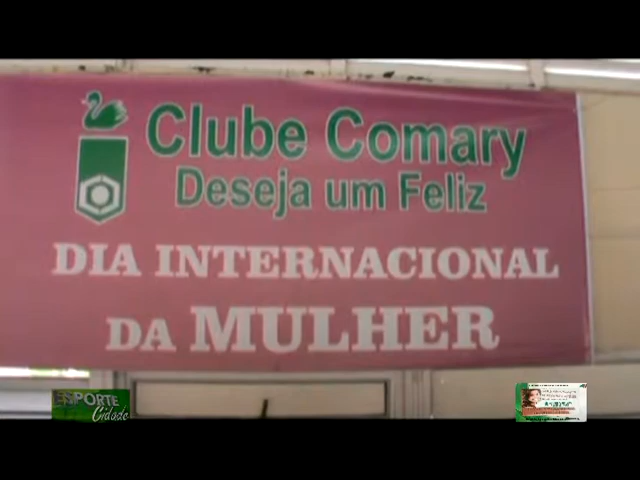 Clube Comary
Deseja um Feliz
DIA INTERNACIONAL
DA MULHER
ESPORTE
Cidade